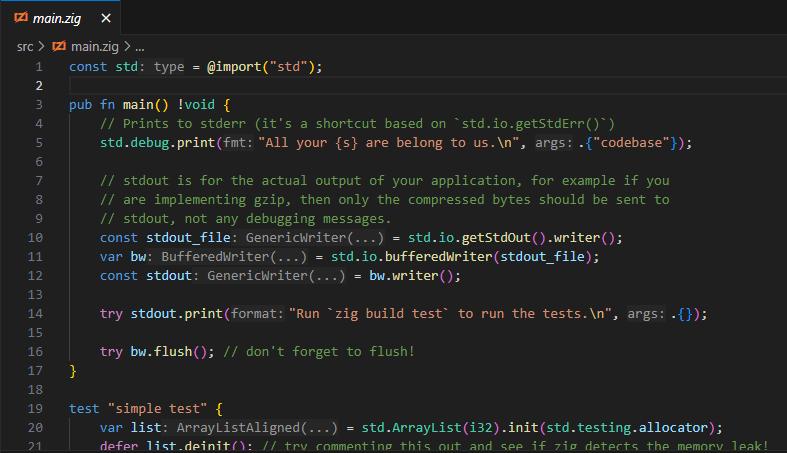 main.zig ×
src > main.zig > ...
1 const std: type = @import("std");
2
3 pub fn main() !void {
4 // Prints to stderr (it's a shortcut based on `std.io.getStdErr()`)
5 std.debug.print(fmt: "All your {s} are belong to us.\n", args: .{"codebase"});
6
7 // stdout is for the actual output of your application, for example if you
8 // are implementing gzip, then only the compressed bytes should be sent to
9 // stdout, not any debugging messages.
10 const stdout_file: GenericWriter(...) = std.io.getStdOut().writer();
11 var bw: BufferedWriter(...) = std.io.bufferedWriter(stdout_file);
12 const stdout: GenericWriter(...) = bw.writer();
13
14 try stdout.print(format: "Run `zig build test` to run the tests.\n", args: .{});
15
16 try bw.flush(); // don't forget to flush!
17 }
18
19 test "simple test" {
20 var list: ArrayListAligned(...) = std.ArrayList(i32).init(std.testing.allocator);
21 defer list.deinit(); // try commenting this out and see if zig detects the memory leak!